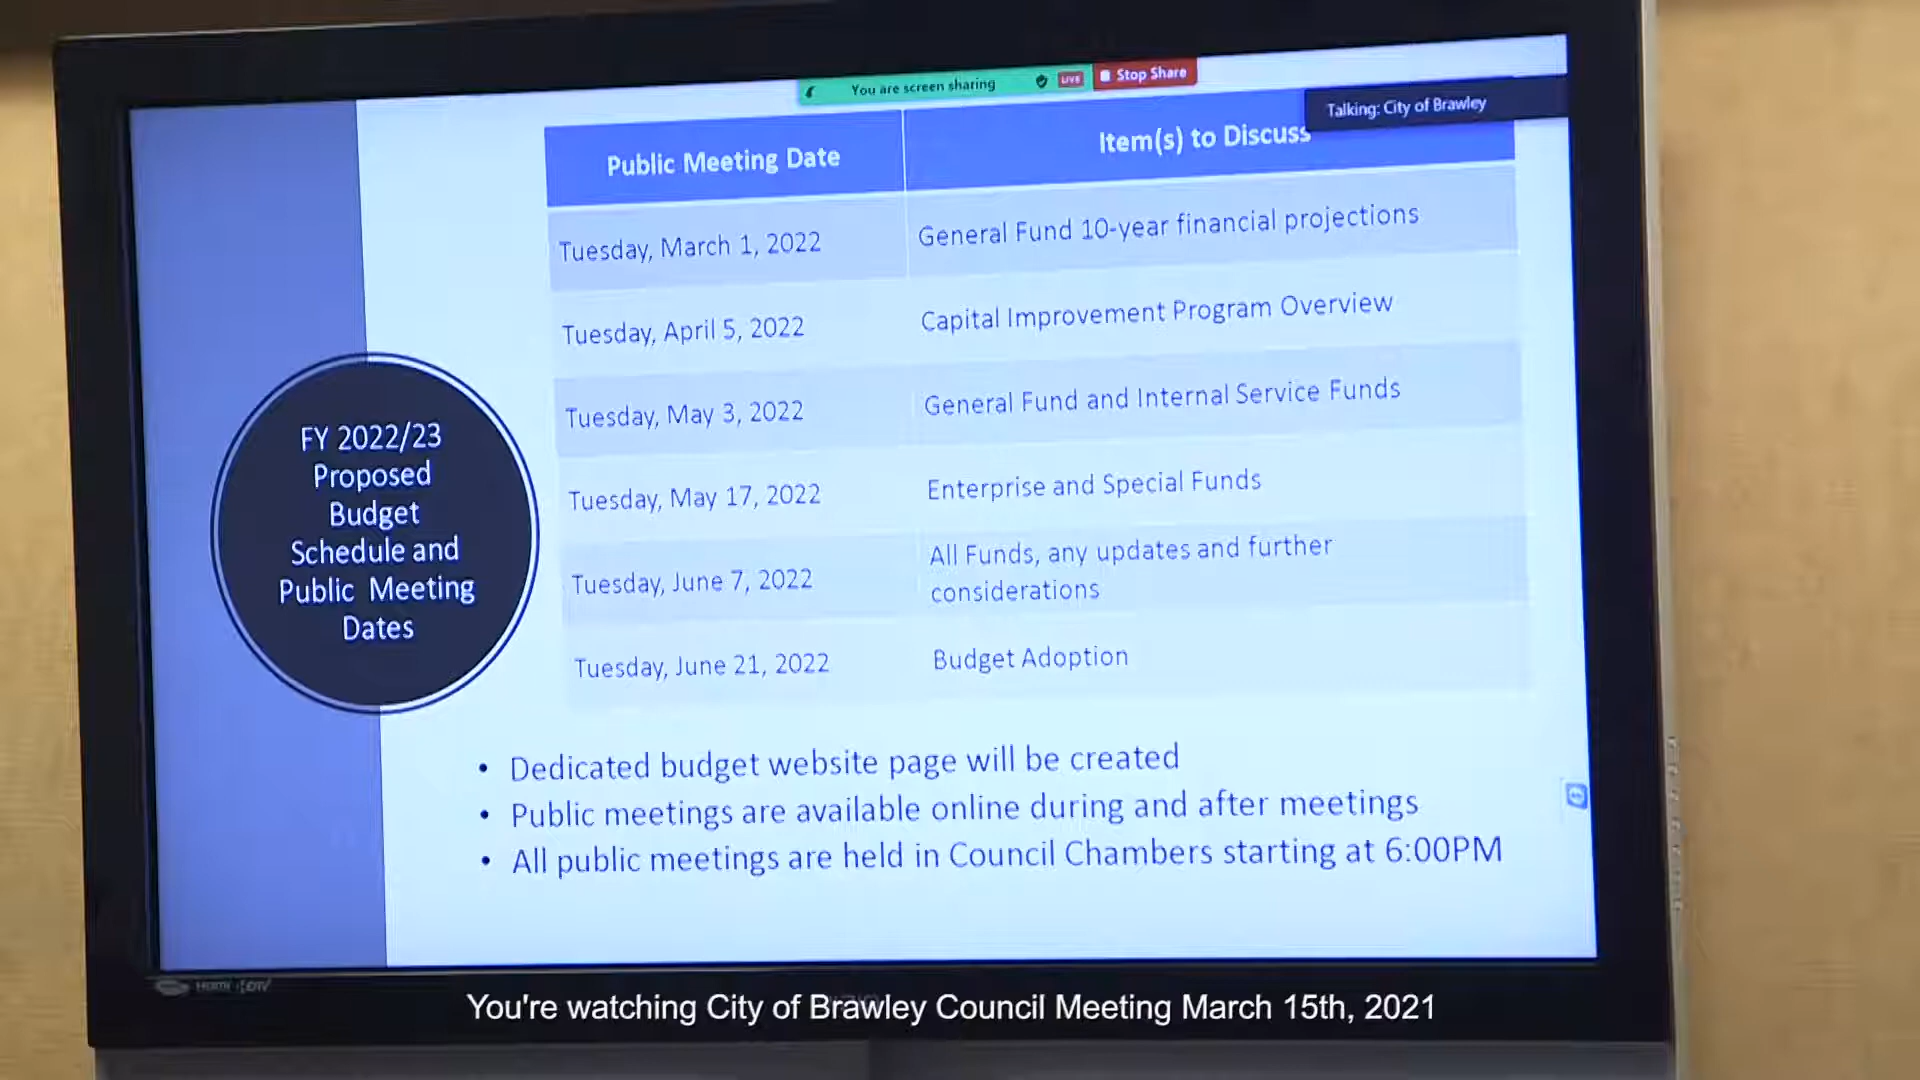 You are screen sharing LIVE Stop Share
Talking: City of Brawley
Public Meeting Date Item(s) to Discuss
Tuesday, March 1, 2022 General Fund 10-year financial projections
Tuesday, April 5, 2022 Capital Improvement Program Overview
Tuesday, May 3, 2022 General Fund and Internal Service Funds
Tuesday, May 17, 2022 Enterprise and Special Funds
Tuesday, June 7, 2022 All Funds, any updates and further
considerations
Tuesday, June 21, 2022 Budget Adoption
FY 2022/23
Proposed
Budget
Schedule and
Public Meeting
Dates
• Dedicated budget website page will be created
• Public meetings are available online during and after meetings
• All public meetings are held in Council Chambers starting at 6:00PM
You're watching City of Brawley Council Meeting March 15th, 2021